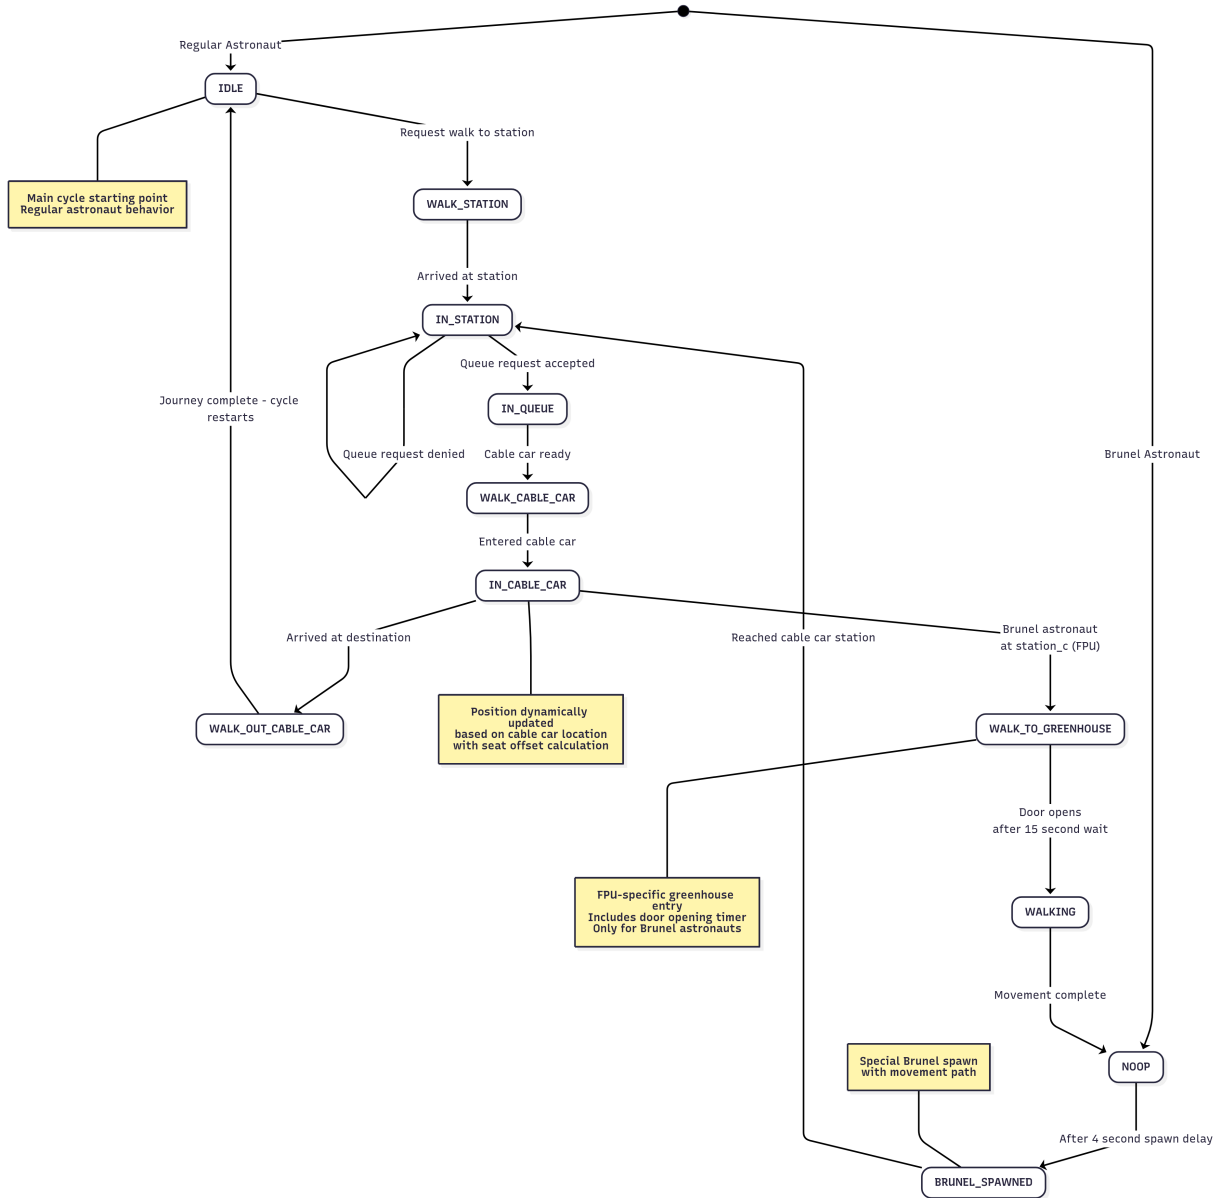 Regular Astronaut
IDLE
Request walk to station
Main cycle starting point
Regular astronaut behavior
WALK_STATION
Arrived at station
IN_STATION
Queue request accepted
Journey complete - cycle
restarts
IN_QUEUE
Queue request denied
Cable car ready
Brunel Astronaut
WALK_CABLE_CAR
Entered cable car
IN_CABLE_CAR
Arrived at destination
Reached cable car station
Brunel astronaut
at station_c (FPU)
WALK_OUT_CABLE_CAR
Position dynamically
updated
based on cable car location
with seat offset calculation
WALK_TO_GREENHOUSE
Door opens
after 15 second wait
FPU-specific greenhouse
entry
Includes door opening timer
Only for Brunel astronauts
WALKING
Movement complete
Special Brunel spawn
with movement path
NOOP
After 4 second spawn delay
BRUNEL_SPAWNED